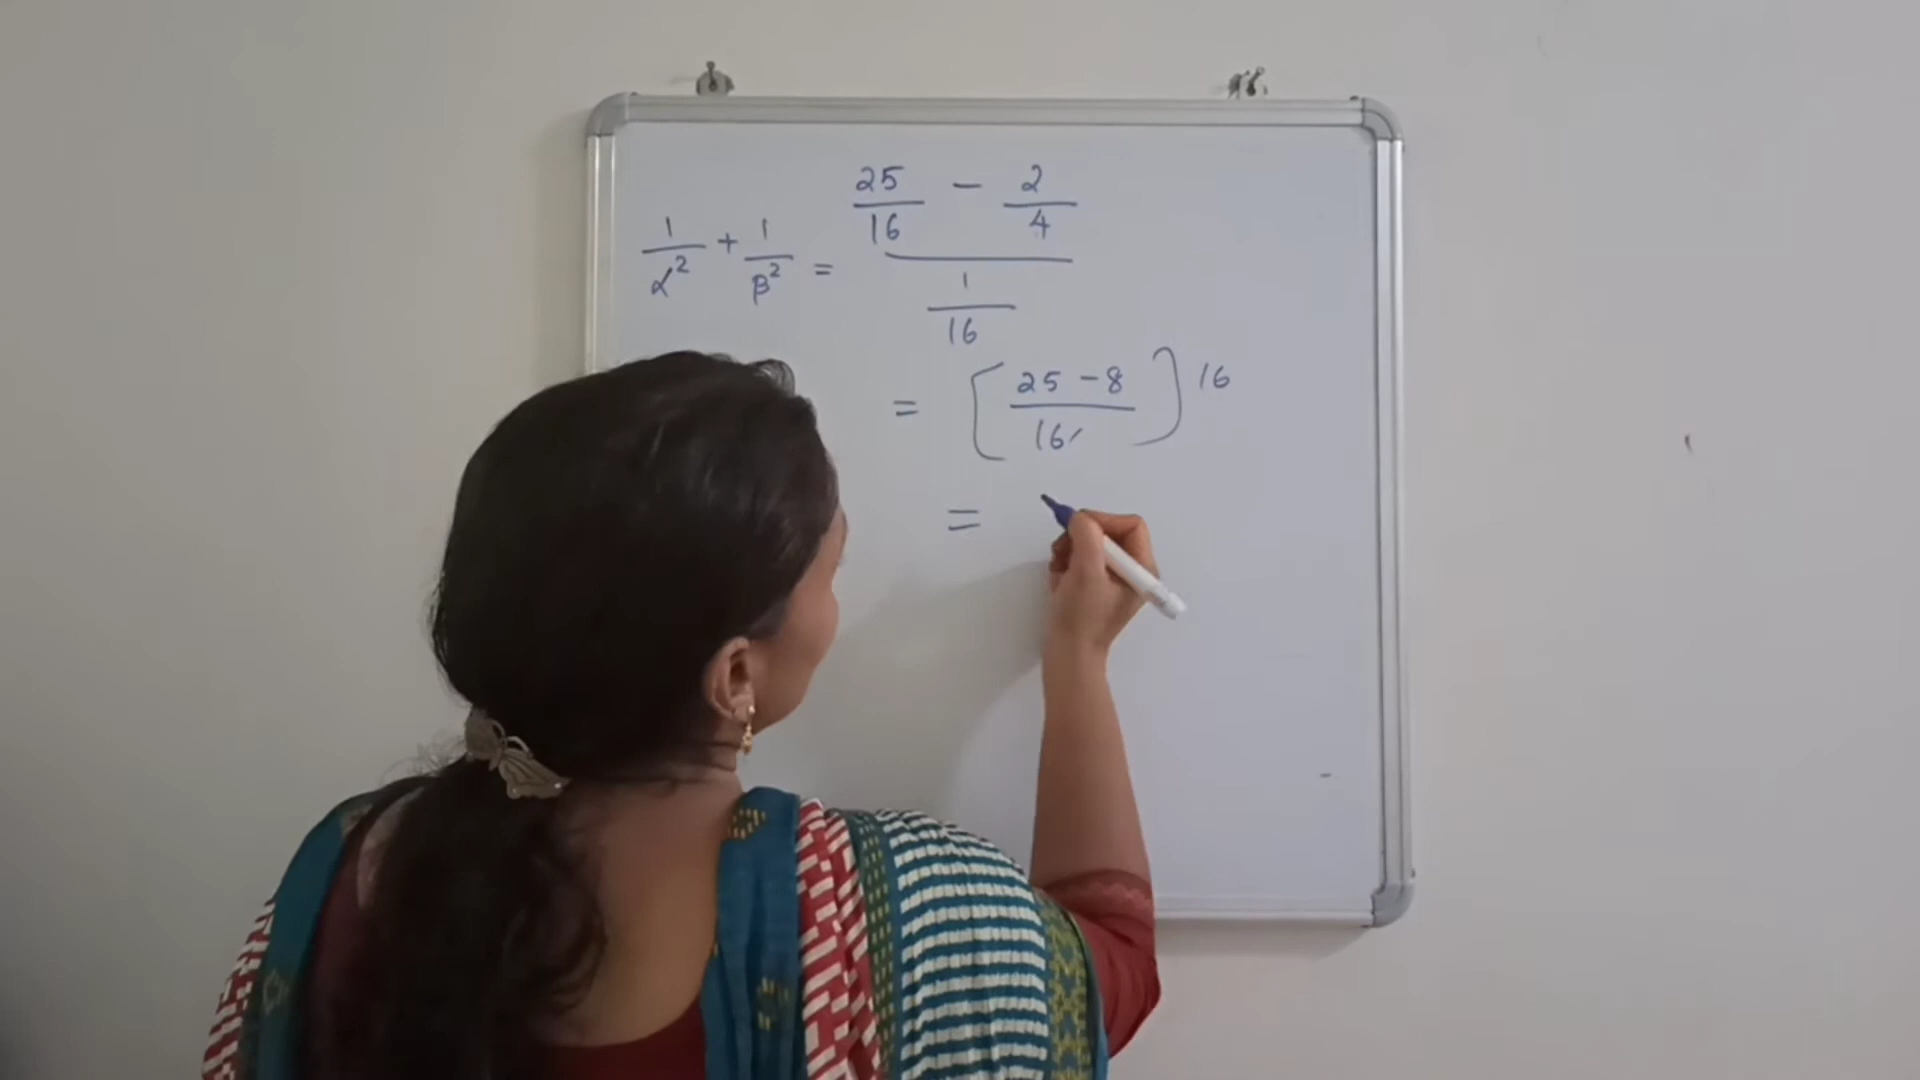 1/α² + 1/β² = (25/16 - 2/4) / (1/16)
= [(25 - 8)/16] 16
=